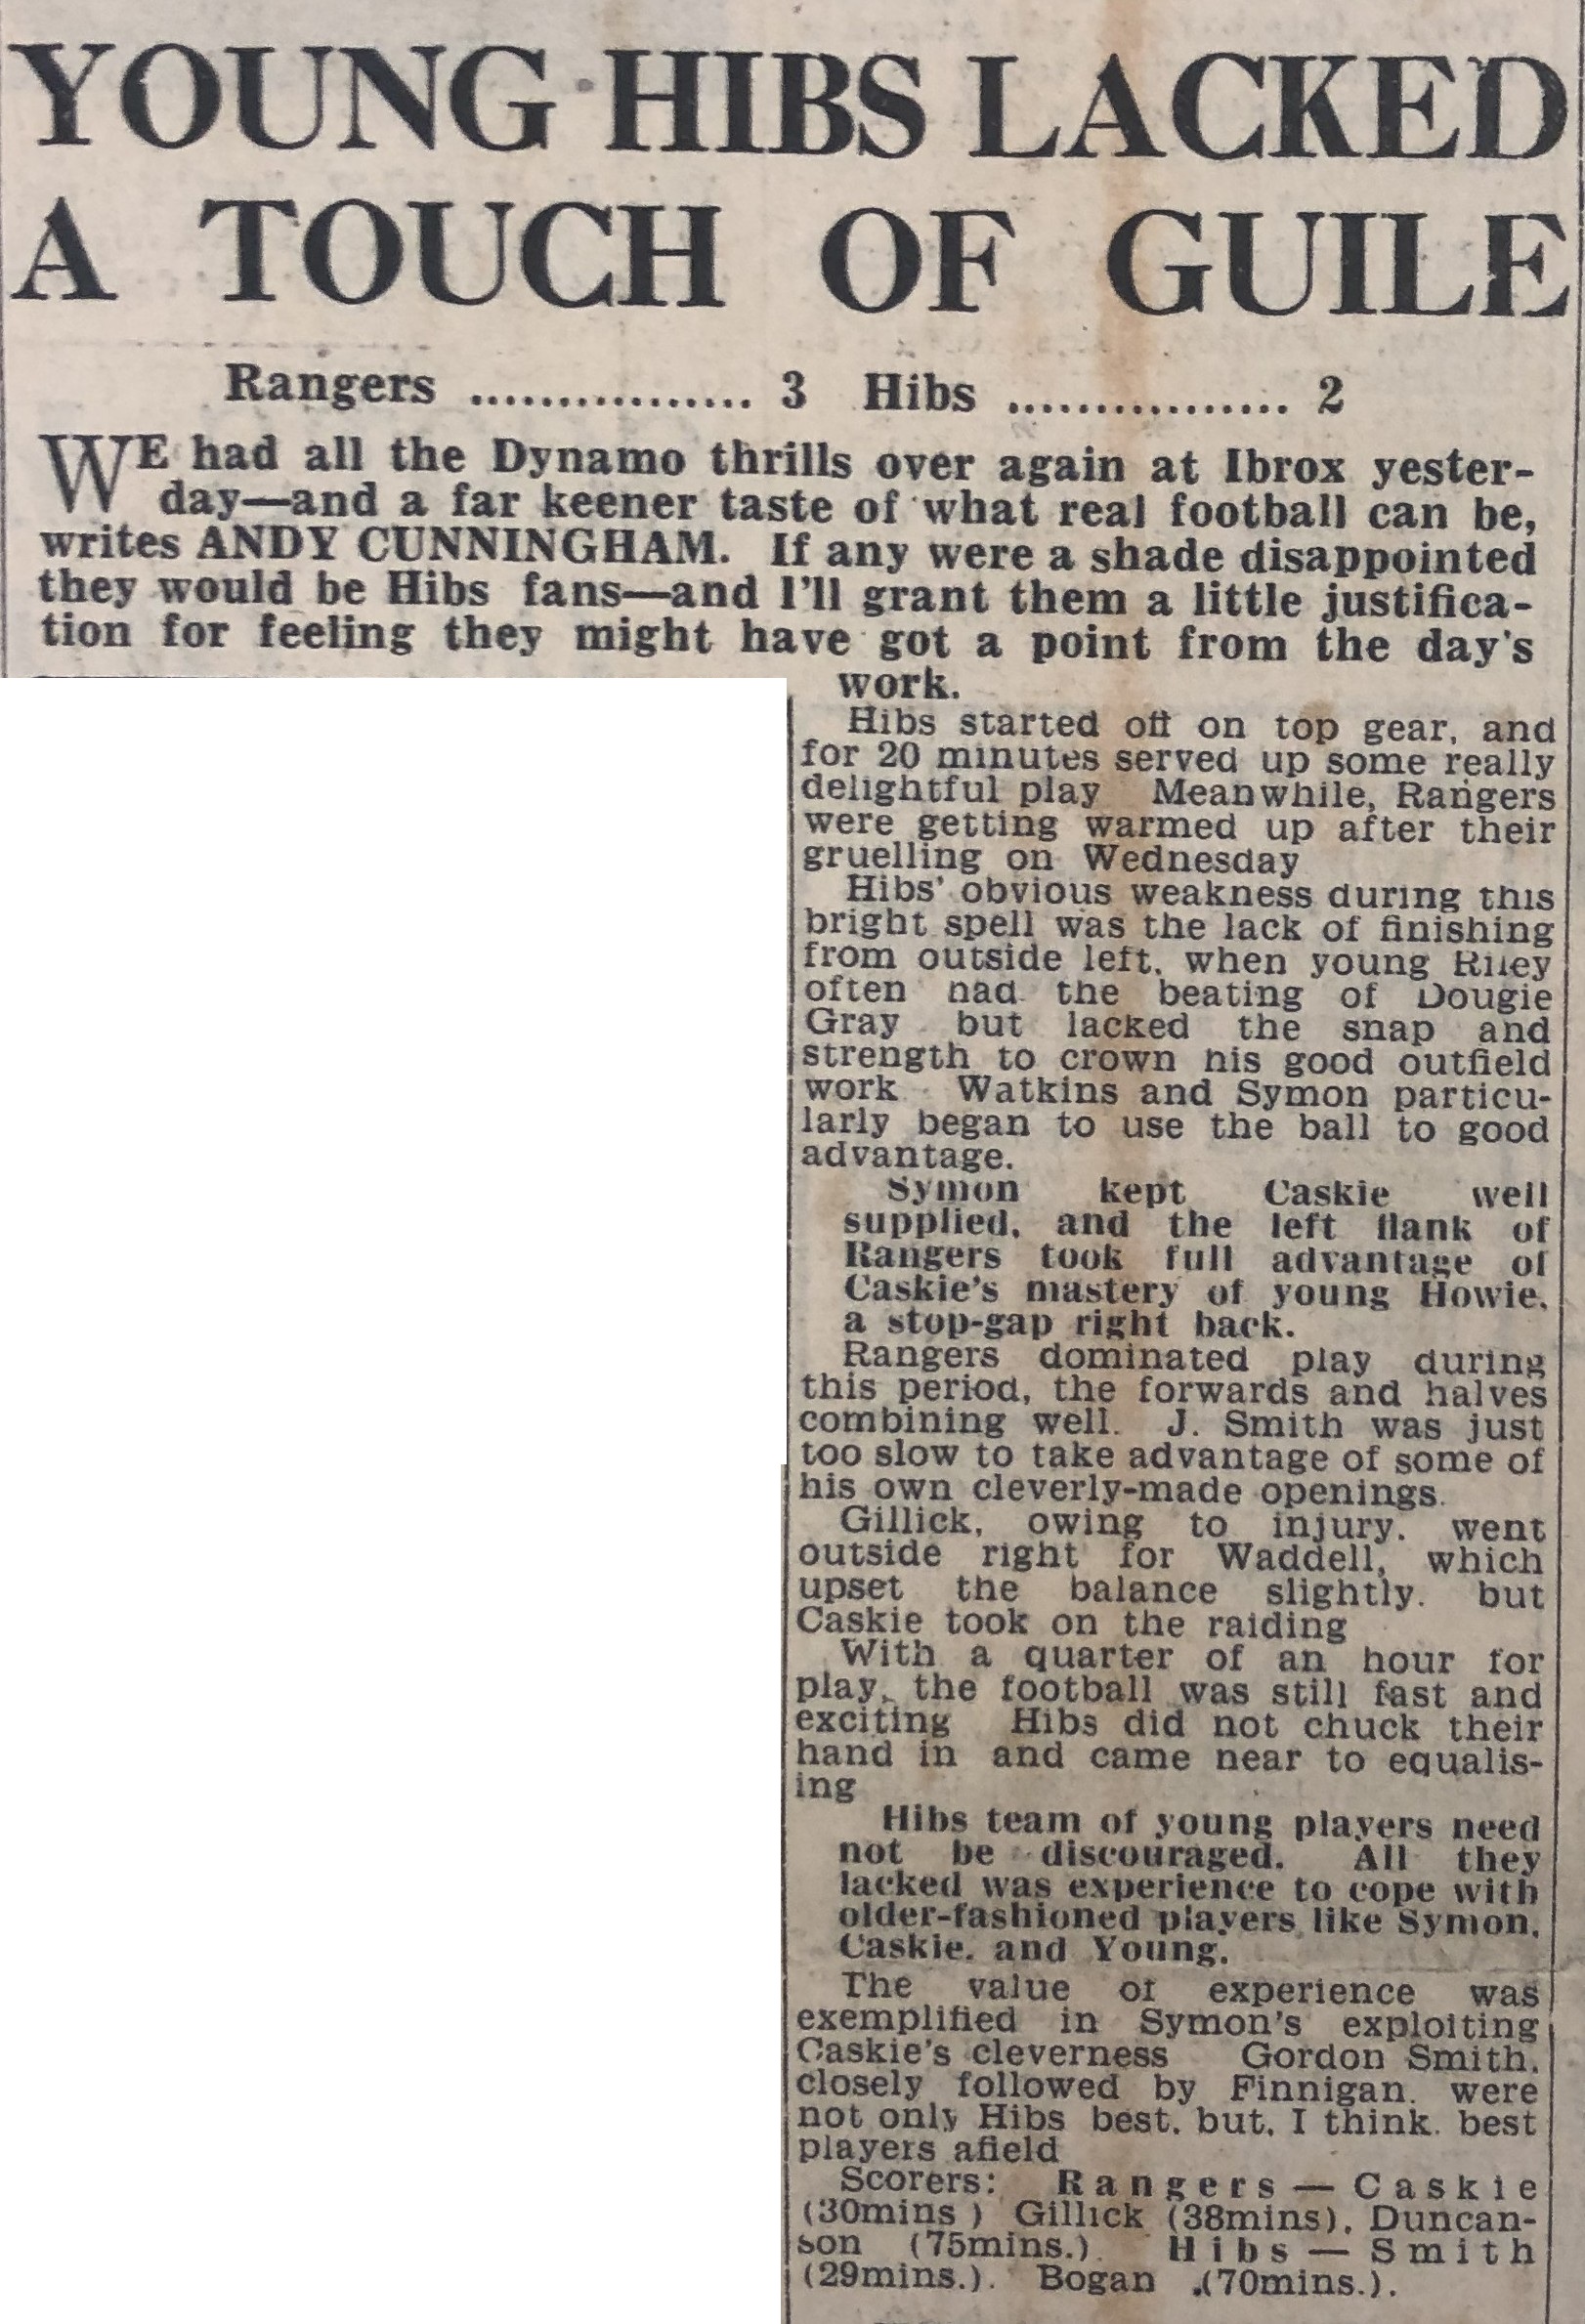 YOUNG HIBS LACKED
A TOUCH OF GUILE
Rangers ................ 3 Hibs ................ 2
WE had all the Dynamo thrills over again at Ibrox yester-
day—and a far keener taste of what real football can be,
writes ANDY CUNNINGHAM. If any were a shade disappointed
they would be Hibs fans—and I'll grant them a little justifica-
tion for feeling they might have got a point from the day's
work.
Hibs started off on top gear, and
for 20 minutes served up some really
delightful play Meanwhile, Rangers
were getting warmed up after their
gruelling on Wednesday
Hibs' obvious weakness during this
bright spell was the lack of finishing
from outside left, when young Riley
often had the beating of Dougie
Gray but lacked the snap and
strength to crown his good outfield
work Watkins and Symon particu-
larly began to use the ball to good
advantage.
Symon kept Caskie well
supplied, and the left flank of
Rangers took full advantage of
Caskie's mastery of young Howie,
a stop-gap right back.
Rangers dominated play during
this period, the forwards and halves
combining well. J. Smith was just
too slow to take advantage of some of
his own cleverly-made openings.
Gillick, owing to injury, went
outside right for Waddell, which
upset the balance slightly, but
Caskie took on the raiding
With a quarter of an hour for
play, the football was still fast and
exciting Hibs did not chuck their
hand in and came near to equalis-
ing
Hibs team of young players need
not be discouraged. All they
lacked was experience to cope with
older-fashioned players like Symon,
Caskie, and Young.
The value of experience was
exemplified in Symon's exploiting
Caskie's cleverness Gordon Smith,
closely followed by Finnigan, were
not only Hibs best, but, I think, best
players afield
Scorers: Rangers — Caskie
(30mins ) Gillick (38mins), Duncan-
son (75mins.). Hibs — Smith
(29mins.). Bogan .(70mins.).